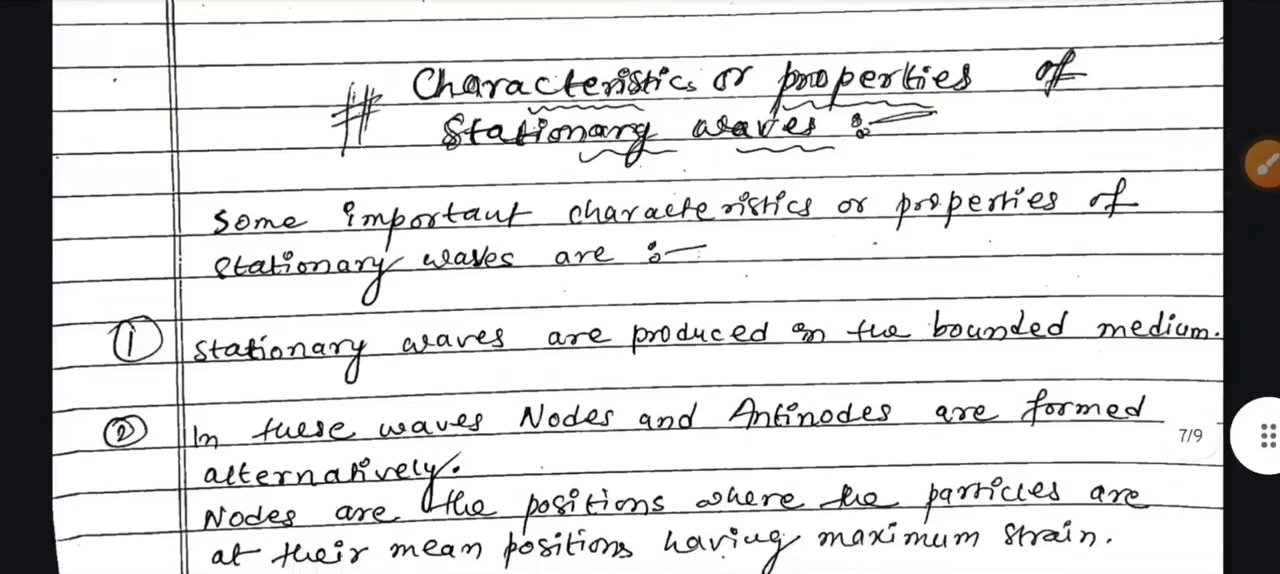 # Characteristics or properties of
Stationary waves :-
Some important characteristics or properties of
stationary waves are :-
① Stationary waves are produced in the bounded medium.
② In these waves Nodes and Antinodes are formed
alternatively.
Nodes are the positions where the particles are
at their mean positions having maximum strain.
7/9